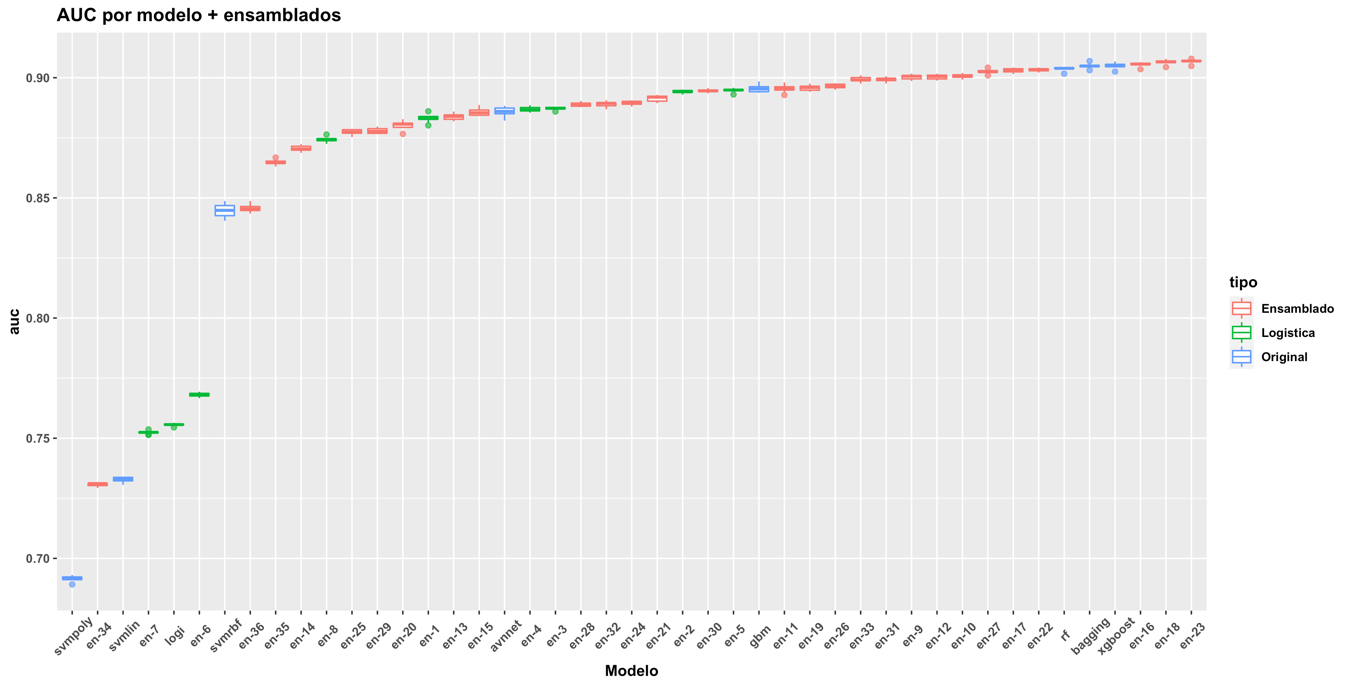 AUC por modelo + ensamblados
auc
0.90
0.85
0.80
0.75
0.70
svmpoly
en-34
svmlin
en-7
logi
en-6
svmrbf
en-36
en-35
en-14
en-8
en-25
en-29
en-20
en-1
en-13
en-15
avnnet
en-4
en-3
en-28
en-32
en-24
en-21
en-2
en-30
en-5
gbm
en-11
en-19
en-26
en-33
en-31
en-9
en-12
en-10
en-27
en-17
en-22
rf
bagging
xgboost
en-16
en-18
en-23
Modelo
tipo
Ensamblado
Logistica
Original